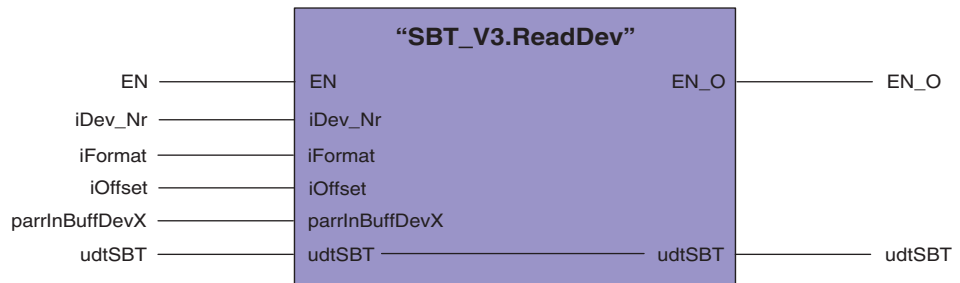 “SBT_V3.ReadDev”
EN EN EN_O EN_O
iDev_Nr iDev_Nr
iFormat iFormat
iOffset iOffset
parrInBuffDevX parrInBuffDevX
udtSBT udtSBT udtSBT udtSBT